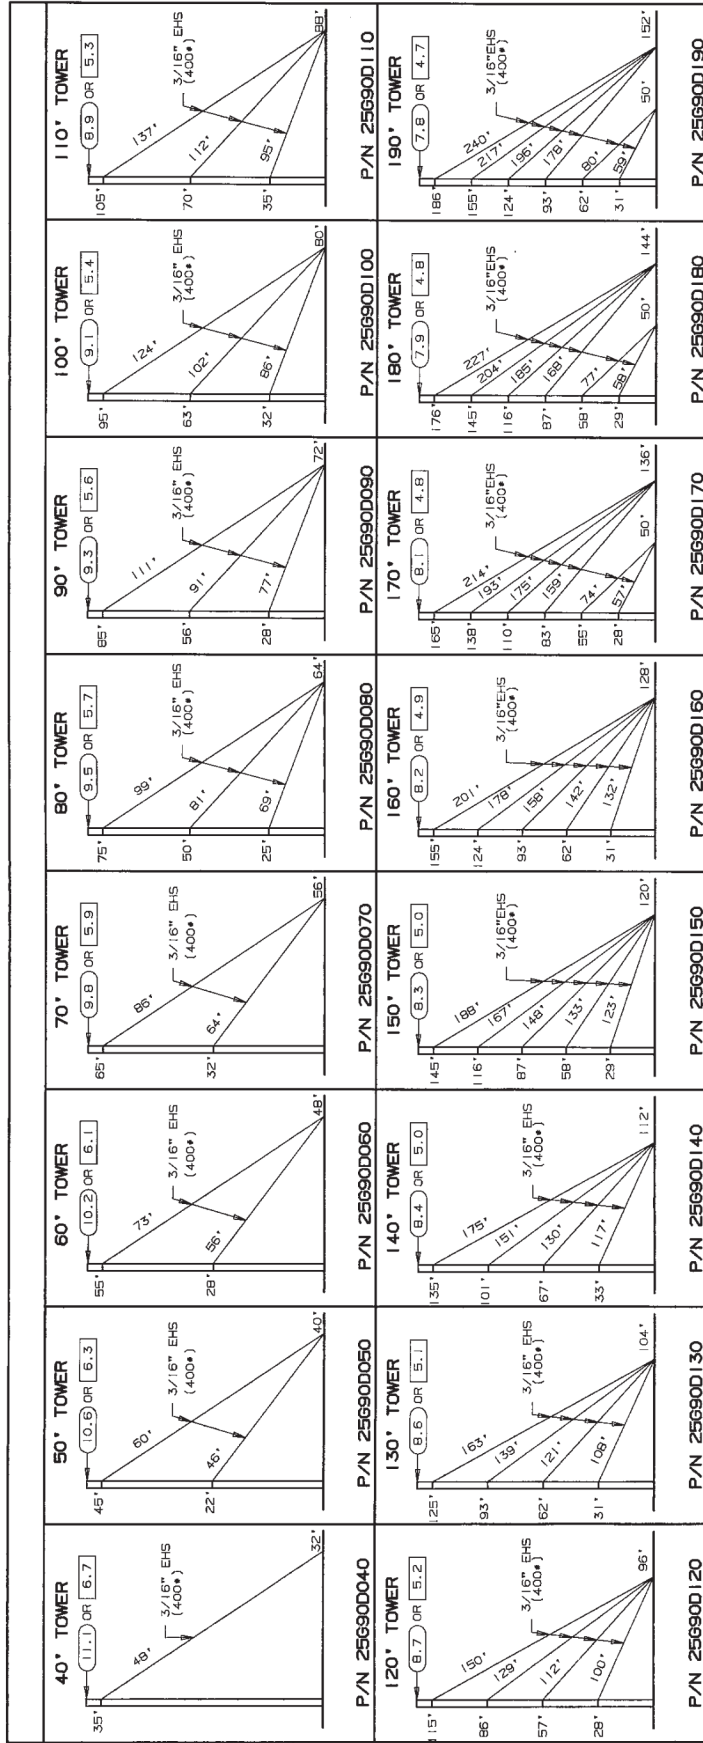 40' TOWER
11.1 OR 6.7
35'
48'
3/16" EHS
(400#)
32'
P/N 25G90D040
50' TOWER
10.6 OR 6.3
45'
22'
60'
46'
3/16" EHS
(400#)
40'
P/N 25G90D050
60' TOWER
10.2 OR 6.1
55'
28'
73'
56'
3/16" EHS
(400#)
48'
P/N 25G90D060
70' TOWER
9.8 OR 5.9
65'
32'
86'
64'
3/16" EHS
(400#)
56'
P/N 25G90D070
80' TOWER
9.5 OR 5.7
75'
50'
25'
99'
81'
69'
3/16" EHS
(400#)
64'
P/N 25G90D080
90' TOWER
9.3 OR 5.6
85'
56'
28'
111'
91'
77'
3/16" EHS
(400#)
72'
P/N 25G90D090
100' TOWER
9.1 OR 5.4
95'
63'
32'
124'
102'
86'
3/16" EHS
(400#)
80'
P/N 25G90D100
110' TOWER
8.9 OR 5.3
105'
70'
35'
137'
112'
95'
3/16" EHS
(400#)
88'
P/N 25G90D110
120' TOWER
8.7 OR 5.2
115'
86'
57'
28'
150'
129'
112'
100'
3/16" EHS
(400#)
96'
P/N 25G90D120
130' TOWER
8.6 OR 5.1
125'
93'
62'
31'
163'
139'
121'
108'
3/16" EHS
(400#)
104'
P/N 25G90D130
140' TOWER
8.4 OR 5.0
135'
101'
67'
33'
175'
151'
130'
117'
3/16" EHS
(400#)
112'
P/N 25G90D140
150' TOWER
8.3 OR 5.0
145'
116'
87'
58'
29'
188'
167'
148'
133'
123'
3/16"EHS
(400#)
120'
P/N 25G90D150
160' TOWER
8.2 OR 4.9
155'
124'
93'
62'
31'
201'
178'
158'
142'
132'
3/16"EHS
(400#)
128'
P/N 25G90D160
170' TOWER
8.1 OR 4.8
165'
138'
110'
83'
55'
28'
214'
193'
175'
159'
74'
57'
3/16"EHS
(400#)
50'
136'
P/N 25G90D170
180' TOWER
7.9 OR 4.8
176'
145'
116'
87'
58'
29'
227'
204'
185'
168'
77'
58'
3/16"EHS
(400#)
50'
144'
P/N 25G90D180
190' TOWER
7.8 OR 4.7
186'
155'
124'
93'
62'
31'
240'
217'
196'
178'
80'
59'
3/16"EHS
(400#)
50'
152'
P/N 25G90D190